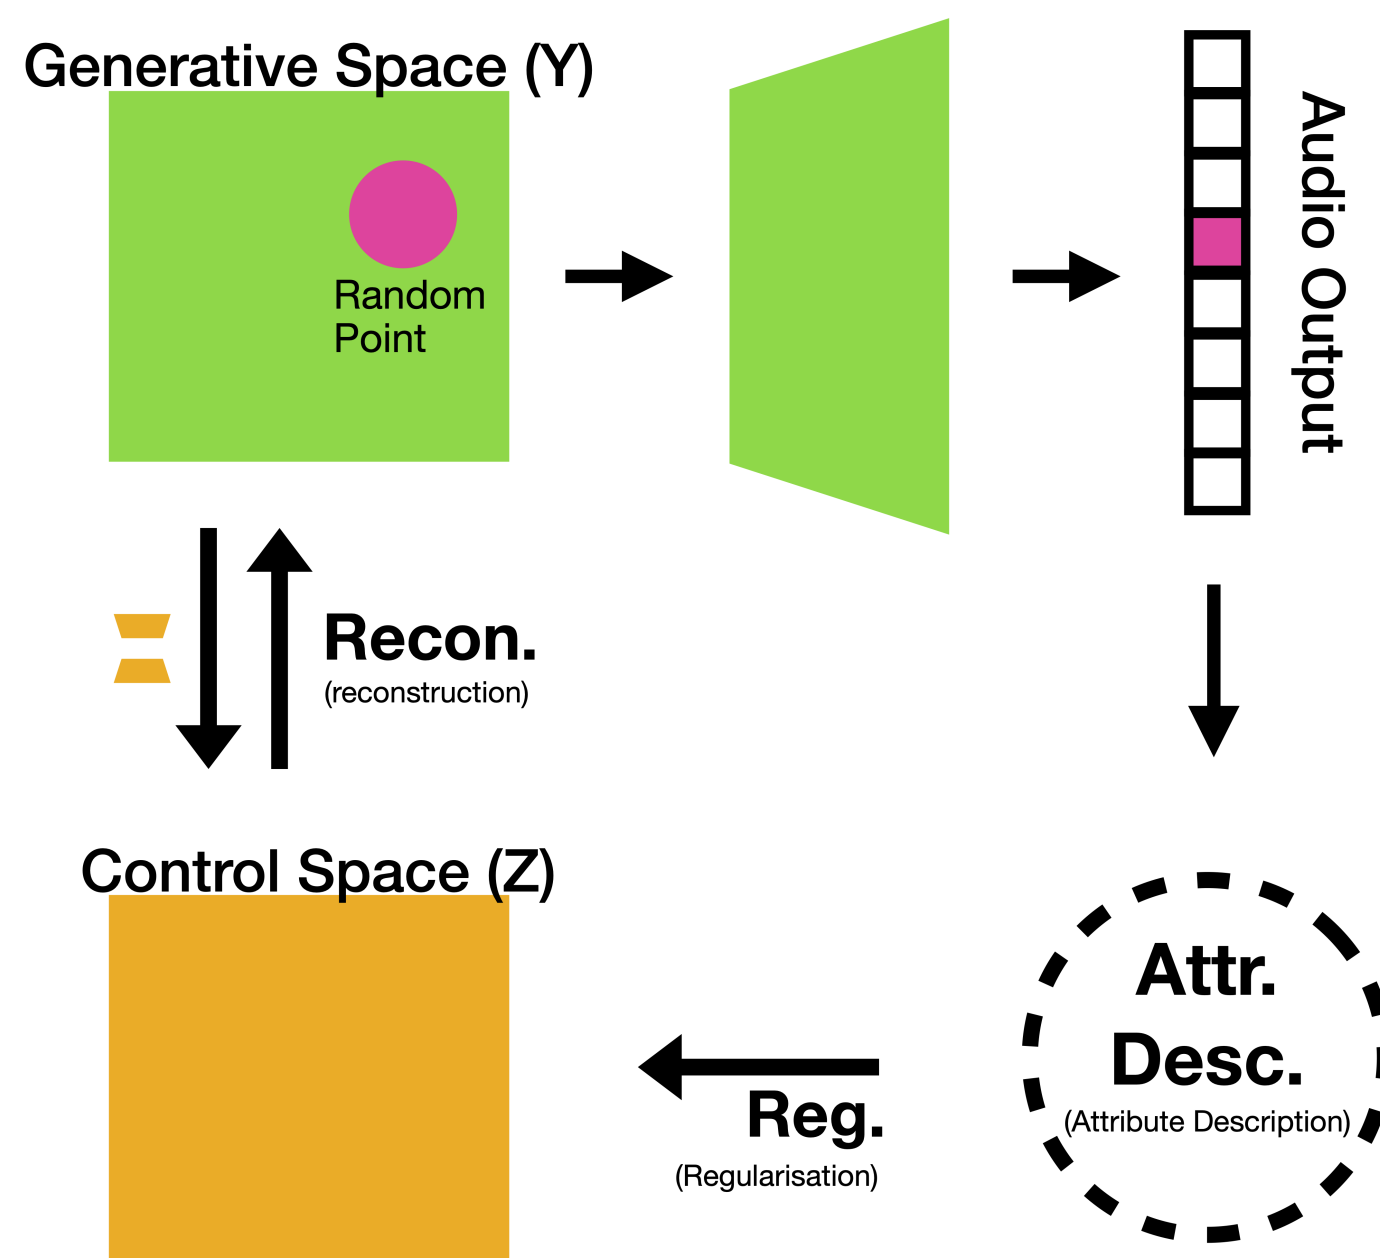 Generative Space (Y)
Random
Point
Audio Output
Recon.
(reconstruction)
Control Space (Z)
Attr.
Desc.
(Attribute Description)
Reg.
(Regularisation)